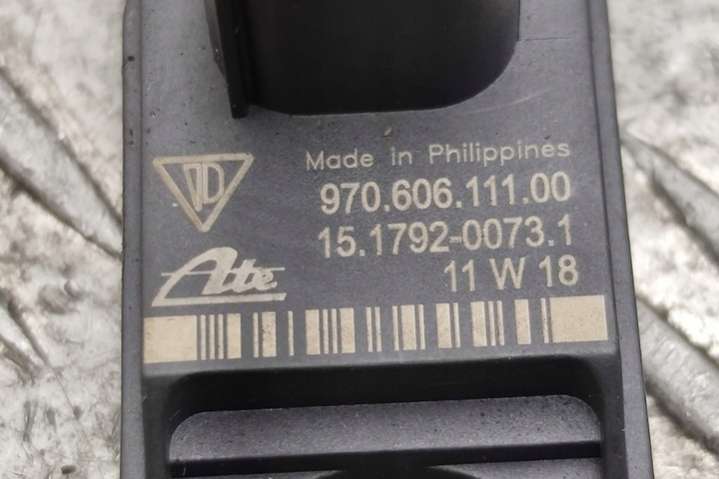 Made in Philippines
970.606.111.00
15.1792-0073.1
Ate
11 W 18